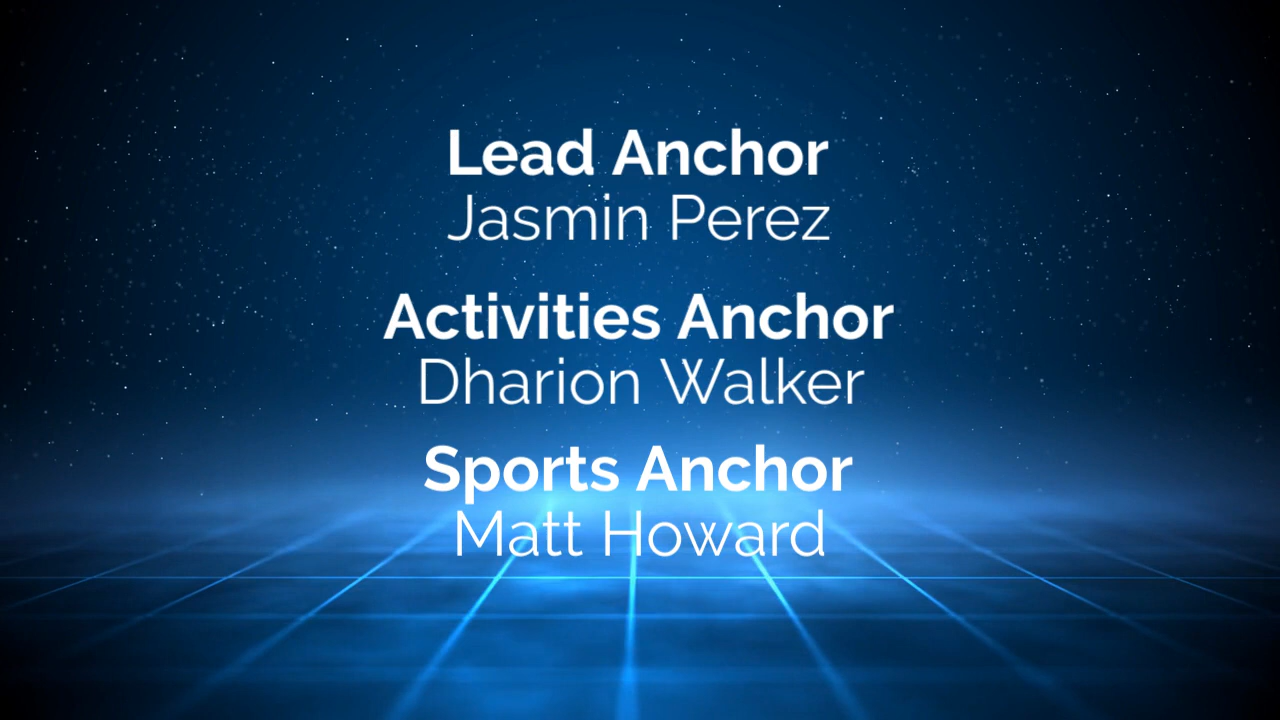 Lead Anchor
Jasmin Perez
Activities Anchor
Dharion Walker
Sports Anchor
Matt Howard